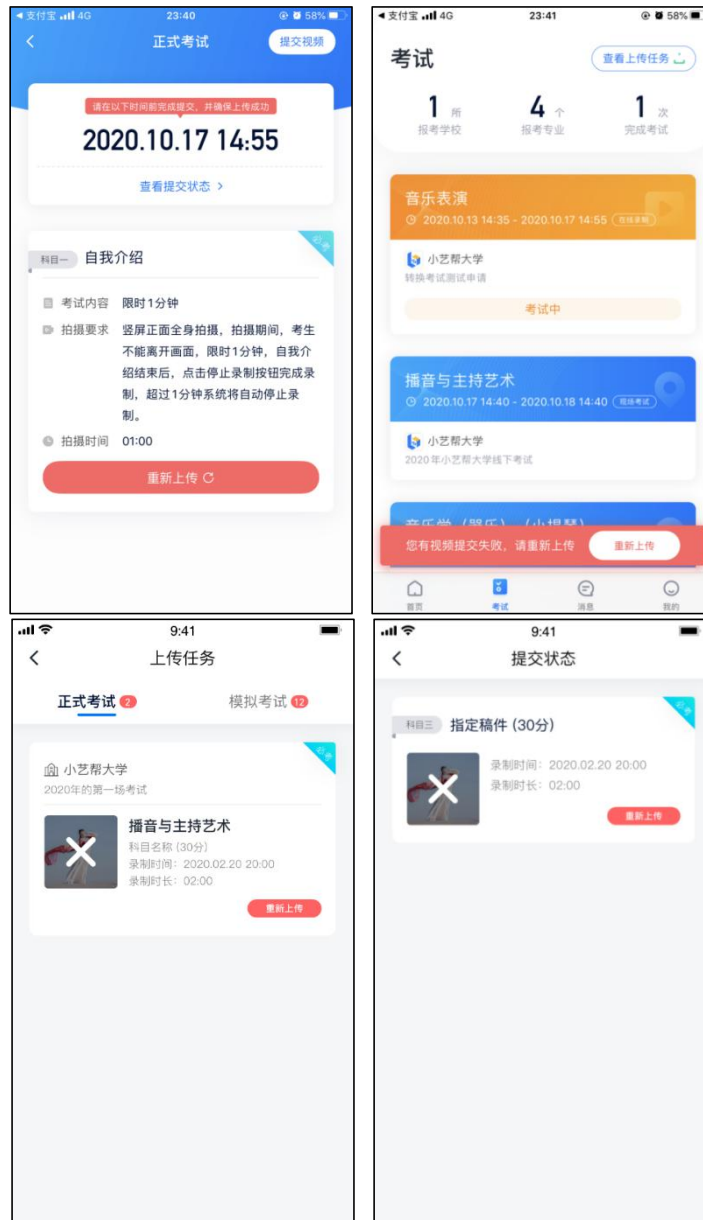 支付宝 4G 23:40 58%
正式考试
提交视频
请在以下时间前完成提交，并确保上传成功
2020.10.17 14:55
查看提交状态
科目一 自我介绍
必考
考试内容 限时1分钟
拍摄要求 竖屏正面全身拍摄，拍摄期间，考生
不能离开画面，限时1分钟，自我介
绍结束后，点击停止录制按钮完成录
制，超过1分钟系统将自动停止录
制。
拍摄时间 01:00
重新上传
支付宝 4G 23:41 58%
考试
查看上传任务
1 所 4 个 1 次
报考学校 报考专业 完成考试
音乐表演
2020.10.13 14:35 - 2020.10.17 14:55 在线录制
小艺帮大学
转换考试测试申请
考试中
播音与主持艺术
2020.10.17 14:40 - 2020.10.18 14:40 现场考试
小艺帮大学
2020年小艺帮大学线下考试
音乐学（器乐）（小提琴）
您有视频提交失败，请重新上传 重新上传
首页 考试 消息 我的
9:41
上传任务
正式考试 2 模拟考试 12
必考
小艺帮大学
2020年的第一场考试
播音与主持艺术
科目名称 (30分)
录制时间：2020.02.20 20:00
录制时长：02:00
重新上传
9:41
提交状态
必考
科目三 指定稿件 (30分)
录制时间：2020.02.20 20:00
录制时长：02:00
重新上传